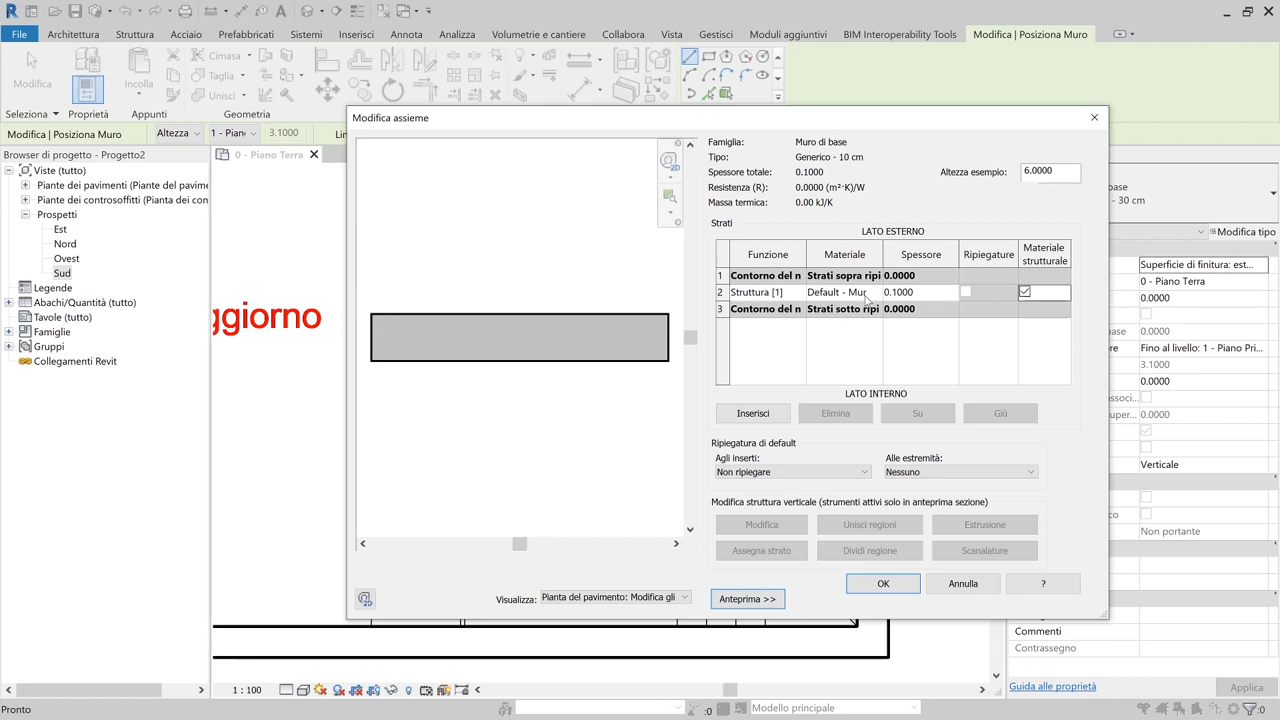 File
Architettura
Struttura
Acciaio
Prefabbricati
Sistemi
Inserisci
Annota
Analizza
Volumetrie e cantiere
Collabora
Vista
Gestisci
Moduli aggiuntivi
BIM Interoperability Tools
Modifica | Posiziona Muro
Modifica
Cimasa
Taglia
Unisci
Incolla
Seleziona
Proprietà
Appunti
Geometria
Modifica | Posiziona Muro
Altezza
1 - Pian
3.1000
Browser di progetto - Progetto2
0 - Piano Terra
Viste (tutto)
Piante dei pavimenti (Piante del pavime
Piante dei controsoffitti (Pianta dei con
Prospetti
Est
Nord
Ovest
Sud
Legende
Abachi/Quantità (tutto)
Tavole (tutto)
Famiglie
Gruppi
Collegamenti Revit
ggiorno
Modifica assieme
Famiglia: Muro di base
Tipo: Generico - 10 cm
Spessore totale: 0.1000
Altezza esempio: 6.0000
Resistenza (R): 0.0000 (m²·K)/W
Massa termica: 0.00 kJ/K
Strati
LATO ESTERNO
Funzione Materiale Spessore Ripiegature Materiale strutturale
1 Contorno del n Strati sopra ripi 0.0000
2 Struttura [1] Default - Mur 0.1000
3 Contorno del n Strati sotto ripi 0.0000
LATO INTERNO
Inserisci Elimina Su Giù
Ripiegatura di default
Agli inserti: Alle estremità:
Non ripiegare Nessuno
Modifica struttura verticale (strumenti attivi solo in anteprima sezione)
Modifica Unisci regioni Estrusione
Assegna strato Dividi regione Scanalature
OK Annulla ?
Visualizza: Pianta del pavimento: Modifica gli
Anteprima >>
base
- 30 cm
Modifica tipo
Superficie di finitura: est...
0 - Piano Terra
0.0000
base 0.0000
Fino al livello: 1 - Piano Pri...
3.1000
0.0000
0.0000
Verticale
Non portante
Commenti
Contrassegno
Guida alle proprietà
Applica
1 : 100
Pronto
:0
Modello principale
:0